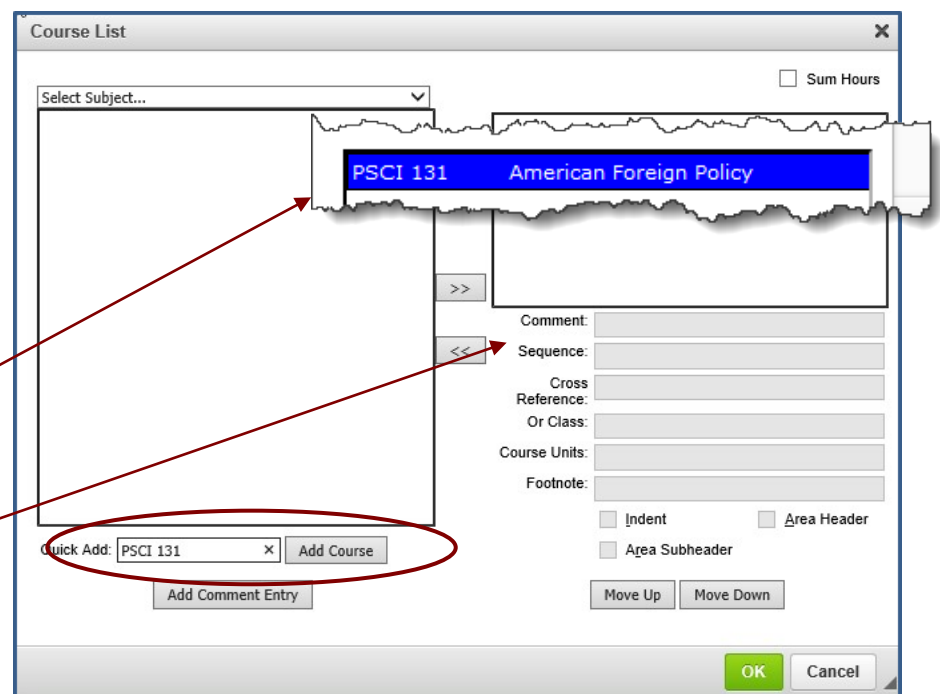 Course List
Sum Hours
Select Subject...
PSCI 131 American Foreign Policy
>>
<<
Comment:
Sequence:
Cross
Reference:
Or Class:
Course Units:
Footnote:
Indent
Area Header
Area Subheader
Quick Add: PSCI 131 × Add Course
Add Comment Entry
Move Up
Move Down
OK
Cancel